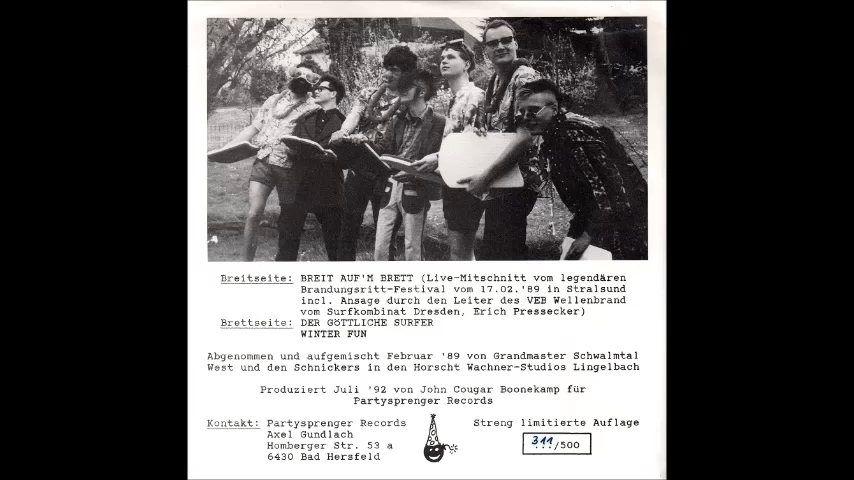 Breitseite: BREIT AUF'M BRETT (Live-Mitschnitt vom legendären
Brandungsritt-Festival vom 17.02.'89 in Stralsund
incl. Ansage durch den Leiter des VEB Wellenbrand
vom Surfkombinat Dresden, Erich Pressecker)
Brettseite: DER GÖTTLICHE SURFER
WINTER FUN
Abgenommen und aufgemischt Februar '89 von Grandmaster Schwalmtal
West und den Schnickers in den Horscht Wachner-Studios Lingelbach
Produziert Juli '92 von John Cougar Boonekamp für
Partysprenger Records
Kontakt: Partysprenger Records
Axel Gundlach
Homberger Str. 53 a
6430 Bad Hersfeld
Streng limitierte Auflage
311/500